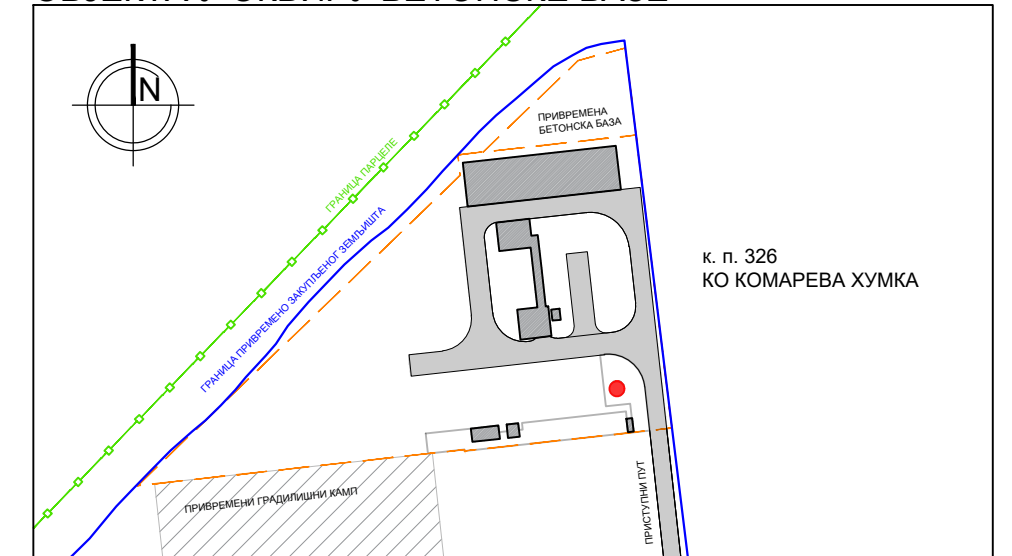 N
ПРИВРЕМЕНА
БЕТОНСКА БАЗА
ГРАНИЦА ПАРЦЕЛЕ
ГРАНИЦА ПРИВРЕМЕНО ЗАКУПЉЕНОГ ЗЕМЉИШТА
к. п. 326
КО КОМАРЕВА ХУМКА
ПРИВРЕМЕНИ ГРАДИЛИШНИ КАМП
ПРИСТУПНИ ПУТ